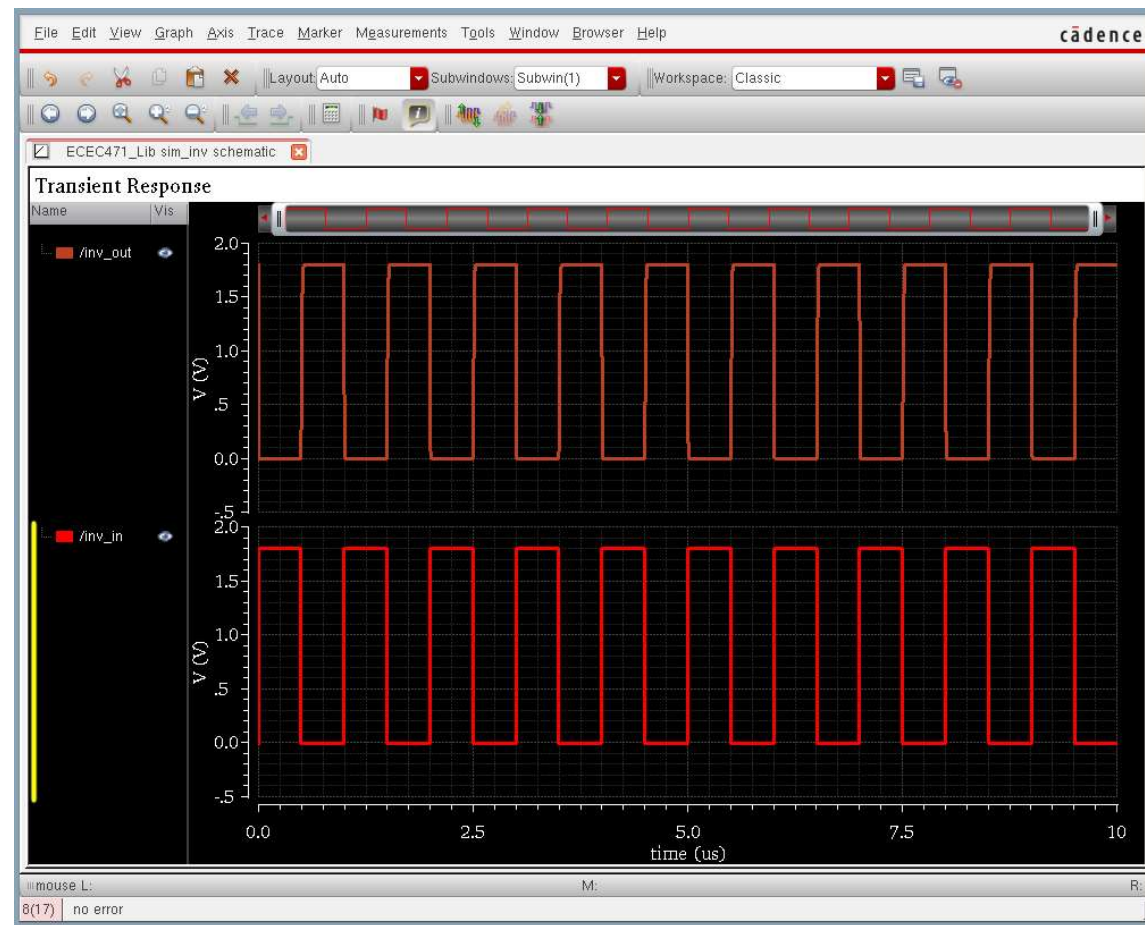 File Edit View Graph Axis Trace Marker Measurements Tools Window Browser Help cādence
Layout: Auto Subwindows: Subwin(1) Workspace: Classic
ECEC471_Lib sim_inv schematic
Transient Response
Name Vis
/inv_out
2.0
1.5
1.0
.5
0.0
-.5
V (V)
/inv_in
2.0
1.5
1.0
.5
0.0
-.5
V (V)
0.0 2.5 5.0 7.5 10
time (us)
mouse L: M: R:
8(17) no error